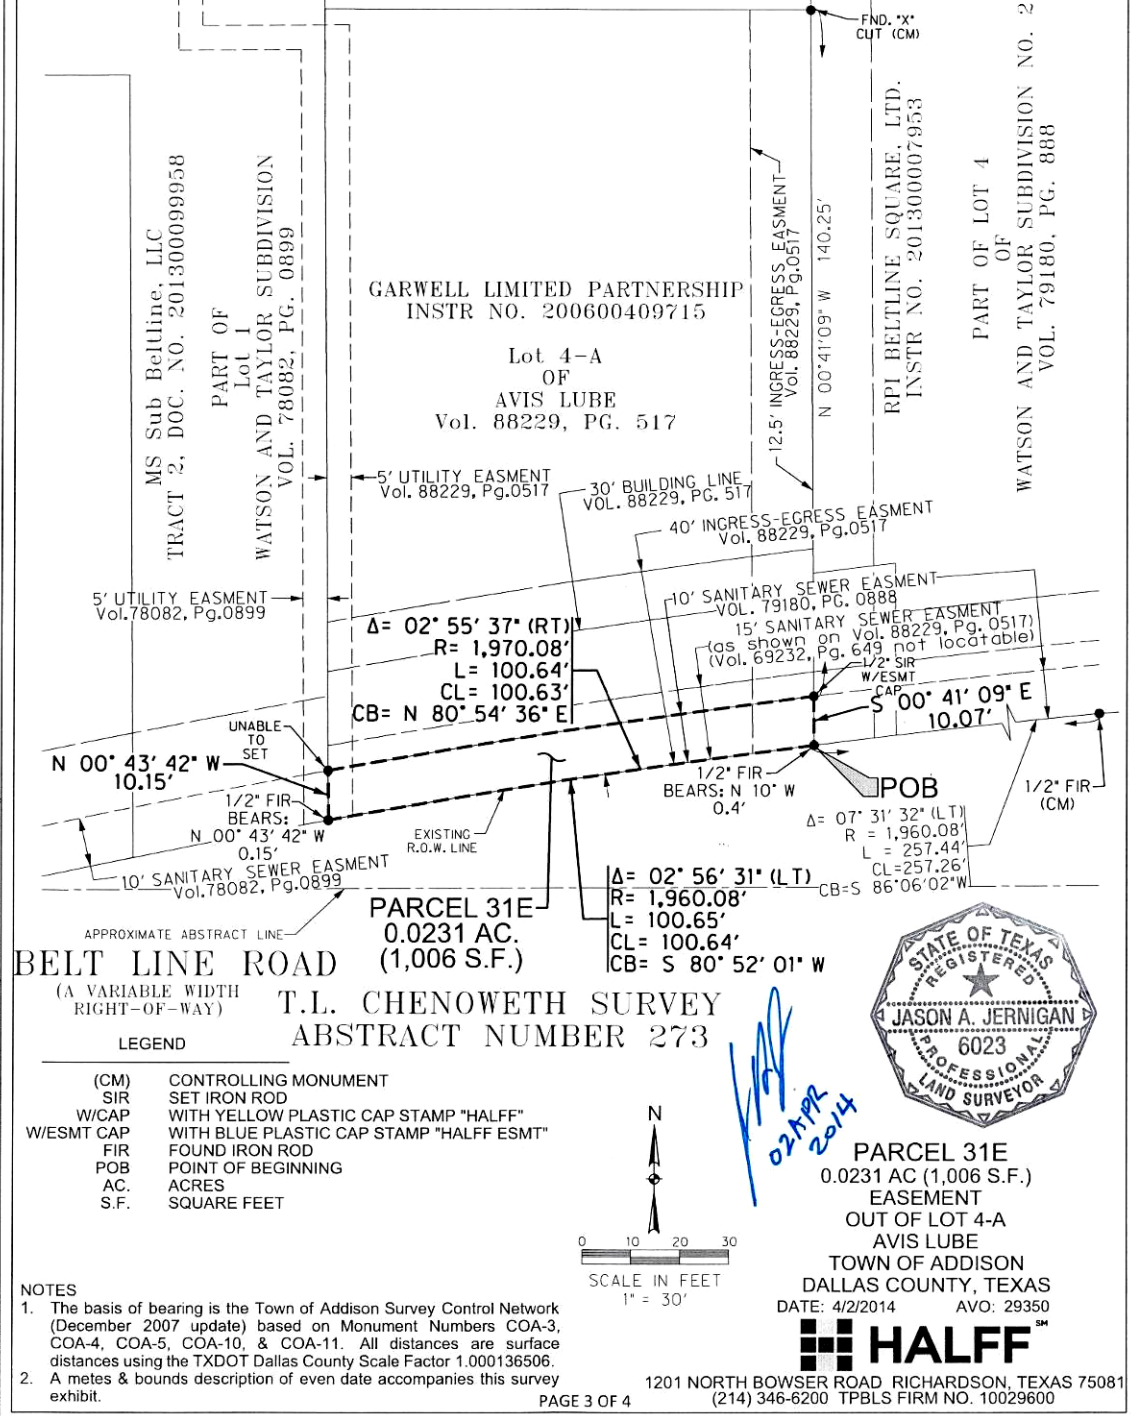 FND. "X"
CUT (CM)
MS Sub Beltline, LLC
TRACT 2, DOC. NO. 201300099958
PART OF
Lot 1
WATSON AND TAYLOR SUBDIVISION
VOL. 78082, PG. 0899
GARWELL LIMITED PARTNERSHIP
INSTR NO. 200600409715
Lot 4-A
OF
AVIS LUBE
Vol. 88229, PG. 517
12.5' INGRESS-EGRESS EASMENT
Vol. 88229, Pg.0517
N 00°41'09" W 140.25'
RPI BELTLINE SQUARE, LTD.
INSTR NO. 201300007953
PART OF LOT 4
OF
WATSON AND TAYLOR SUBDIVISION NO. 2
VOL. 79180, PG. 888
5' UTILITY EASMENT
Vol. 88229, Pg.0517
30' BUILDING LINE
VOL. 88229, PG. 517
40' INGRESS-EGRESS EASMENT
Vol. 88229, Pg.0517
5' UTILITY EASMENT
Vol.78082, Pg.0899
10' SANITARY SEWER EASMENT
VOL. 79180, PG. 0888
15' SANITARY SEWER EASMENT
(as shown on Vol. 88229, Pg. 0517)
(Vol. 69232, Pg. 649 not locatable)
Δ= 02° 55' 37" (RT)
R= 1,970.08'
L= 100.64'
CL= 100.63'
CB= N 80° 54' 36" E
1/2" SIR
W/ESMT
CAP
S 00° 41' 09" E
10.07'
UNABLE
TO
SET
N 00° 43' 42" W
10.15'
1/2" FIR
BEARS:
N 00° 43' 42" W
0.15'
1/2" FIR
BEARS: N 10° W
0.4'
POB
1/2" FIR
(CM)
Δ= 07° 31' 32" (LT)
R = 1,960.08'
L = 257.44'
CL=257.26'
CB=S 86°06'02"W
EXISTING
R.O.W. LINE
10' SANITARY SEWER EASMENT
Vol.78082, Pg.0899
Δ= 02° 56' 31" (LT)
R= 1,960.08'
L= 100.65'
CL= 100.64'
CB= S 80° 52' 01" W
PARCEL 31E
0.0231 AC.
(1,006 S.F.)
APPROXIMATE ABSTRACT LINE
BELT LINE ROAD
(A VARIABLE WIDTH
RIGHT-OF-WAY)
T.L. CHENOWETH SURVEY
ABSTRACT NUMBER 273
STATE OF TEXAS
REGISTERED
JASON A. JERNIGAN
6023
PROFESSIONAL
LAND SURVEYOR
02 APR
2014
LEGEND
(CM) CONTROLLING MONUMENT
SIR SET IRON ROD
W/CAP WITH YELLOW PLASTIC CAP STAMP "HALFF"
W/ESMT CAP WITH BLUE PLASTIC CAP STAMP "HALFF ESMT"
FIR FOUND IRON ROD
POB POINT OF BEGINNING
AC. ACRES
S.F. SQUARE FEET
N
0 10 20 30
SCALE IN FEET
1" = 30'
PARCEL 31E
0.0231 AC (1,006 S.F.)
EASEMENT
OUT OF LOT 4-A
AVIS LUBE
TOWN OF ADDISON
DALLAS COUNTY, TEXAS
DATE: 4/2/2014 AVO: 29350
HALFF SM
1201 NORTH BOWSER ROAD RICHARDSON, TEXAS 75081
(214) 346-6200 TPBLS FIRM NO. 10029600
NOTES
1. The basis of bearing is the Town of Addison Survey Control Network
(December 2007 update) based on Monument Numbers COA-3,
COA-4, COA-5, COA-10, & COA-11. All distances are surface
distances using the TXDOT Dallas County Scale Factor 1.000136506.
2. A metes & bounds description of even date accompanies this survey
exhibit.
PAGE 3 OF 4